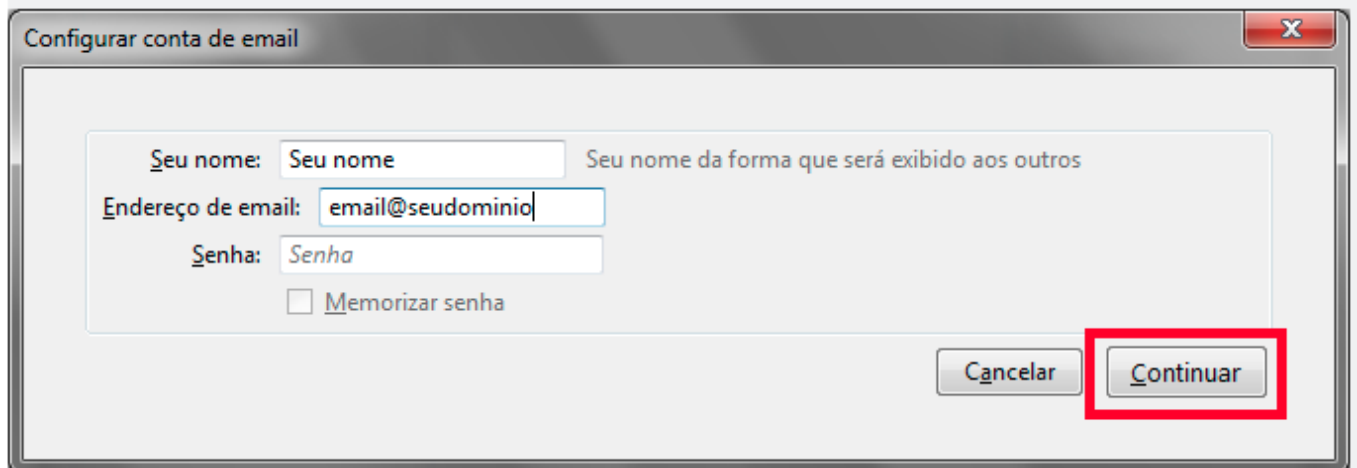 Configurar conta de email
x
Seu nome: Seu nome Seu nome da forma que será exibido aos outros
Endereço de email: email@seudominio
Senha: Senha
Memorizar senha
Cancelar Continuar